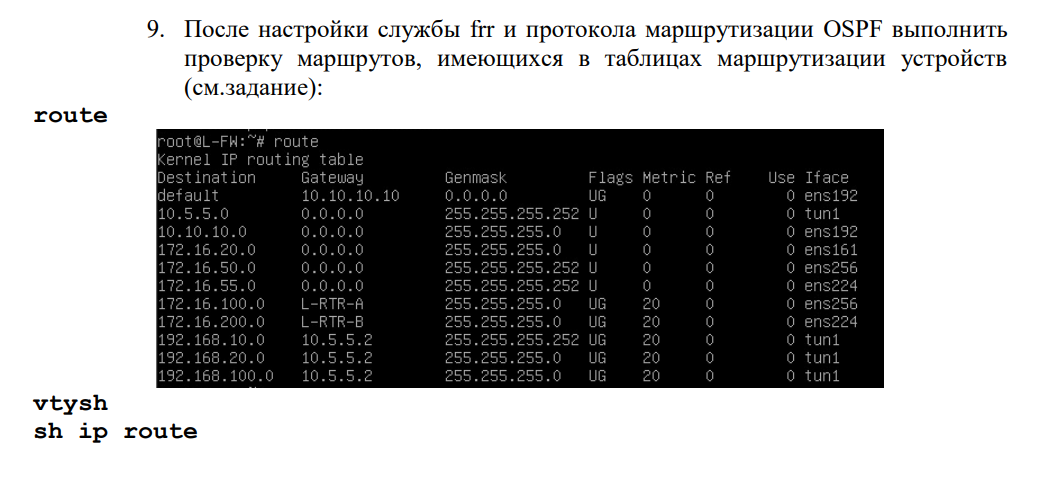 9. После настройки службы frr и протокола маршрутизации OSPF выполнить
проверку маршрутов, имеющихся в таблицах маршрутизации устройств
(см.задание):
route
root@L-FW:~# route
Kernel IP routing table
Destination Gateway Genmask Flags Metric Ref Use Iface
default 10.10.10.10 0.0.0.0 UG 0 0 0 ens192
10.5.5.0 0.0.0.0 255.255.255.252 U 0 0 0 tun1
10.10.10.0 0.0.0.0 255.255.255.0 U 0 0 0 ens192
172.16.20.0 0.0.0.0 255.255.255.0 U 0 0 0 ens161
172.16.50.0 0.0.0.0 255.255.255.252 U 0 0 0 ens256
172.16.55.0 0.0.0.0 255.255.255.252 U 0 0 0 ens224
172.16.100.0 L-RTR-A 255.255.255.0 UG 20 0 0 ens256
172.16.200.0 L-RTR-B 255.255.255.0 UG 20 0 0 ens224
192.168.10.0 10.5.5.2 255.255.255.252 UG 20 0 0 tun1
192.168.20.0 10.5.5.2 255.255.255.0 UG 20 0 0 tun1
192.168.100.0 10.5.5.2 255.255.255.0 UG 20 0 0 tun1
vtysh
sh ip route